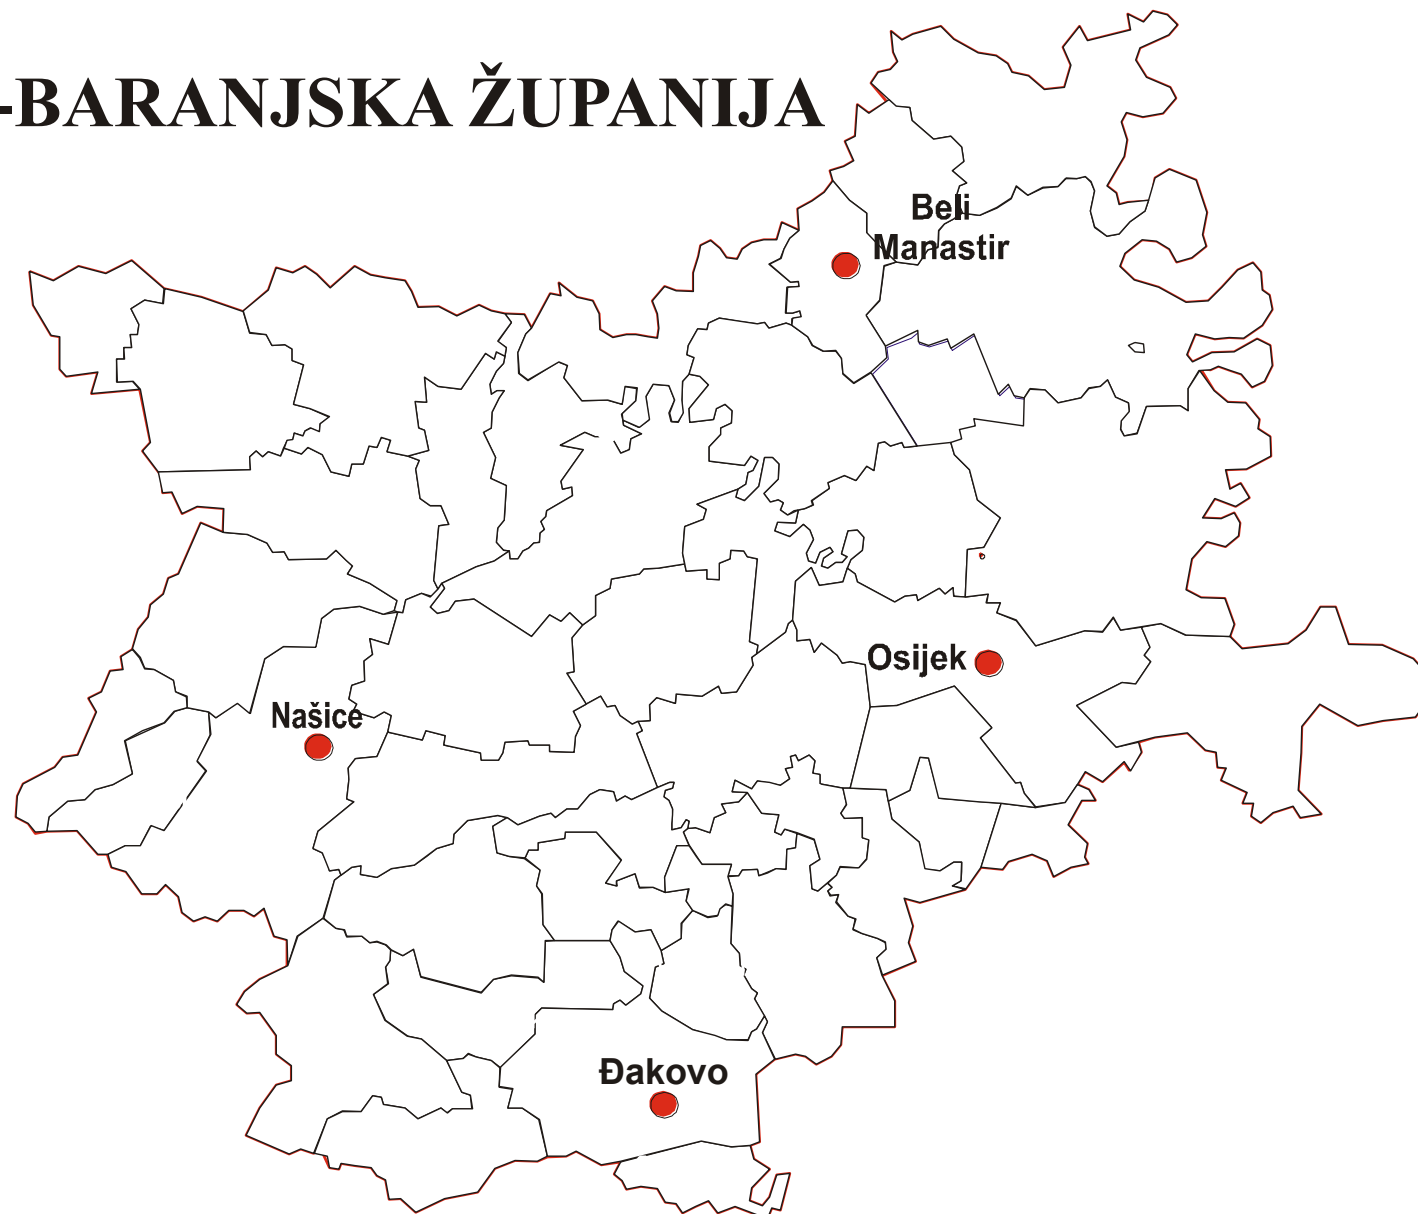 -BARANJSKA ŽUPANIJA
Beli
Manastir
Osijek
Našice
Đakovo